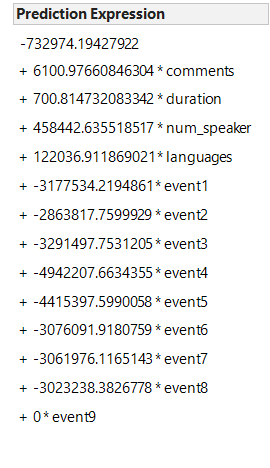 Prediction Expression
-732974.19427922
+ 6100.97660846304 * comments
+ 700.814732083342 * duration
+ 458442.635518517 * num_speaker
+ 122036.911869021 * languages
+ -3177534.2194861 * event1
+ -2863817.7599929 * event2
+ -3291497.7531205 * event3
+ -4942207.6634355 * event4
+ -4415397.5990058 * event5
+ -3076091.9180759 * event6
+ -3061976.1165143 * event7
+ -3023238.3826778 * event8
+ 0 * event9